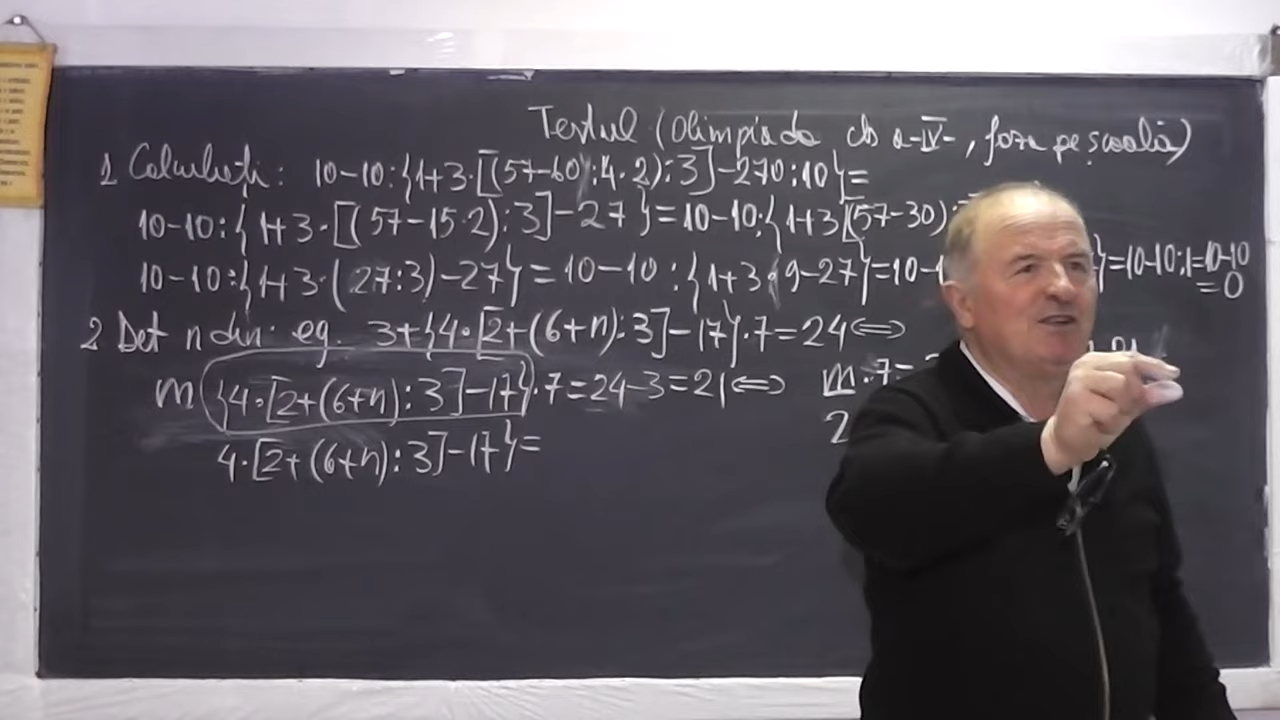 Testul (Olimpiada cls a-IV-, faza pe școală)
1 Calculați: 10-10:{1+3·[(57-60:4·2):3]-270:10}=
10-10:{1+3·[(57-15·2):3]-27}=10-10:{1+3[(57-30):
10-10:{1+3·(27:3)-27}=10-10:{1+3·9-27}=10- }=10-10:1=10-10
=0
2 Det n din: eg. 3+{4·[2+(6+n):3]-17}·7=24⇔
m {4·[2+(6+n):3]-17}·7=24-3=21⇔ m·7=
4·[2+(6+n):3]-17}= 2